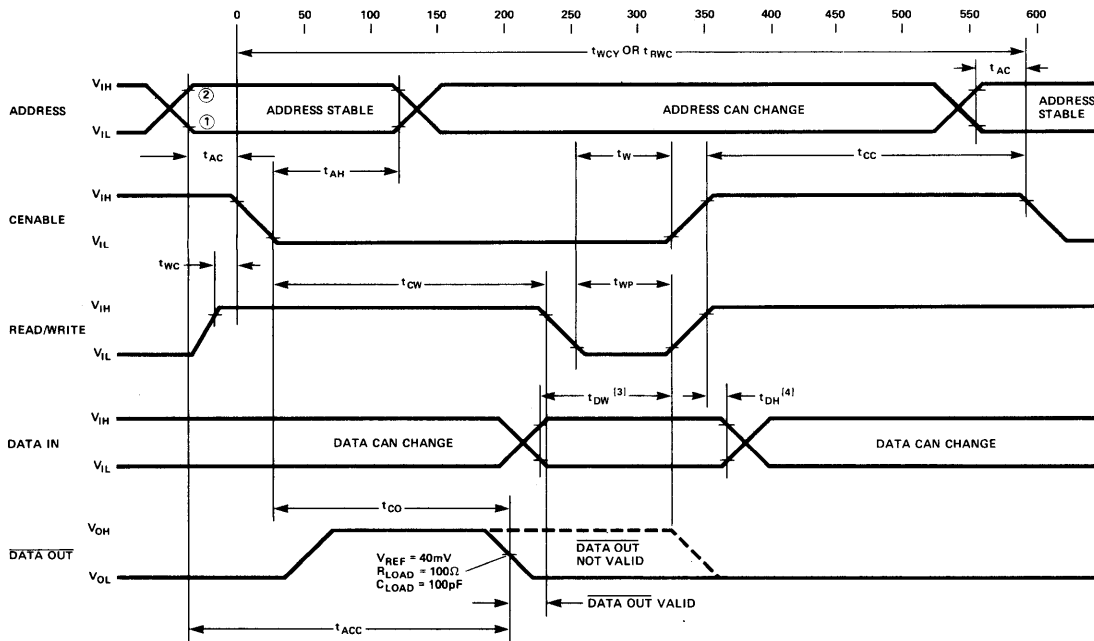 0 50 100 150 200 250 300 350 400 450 500 550 600
tWCY OR tRWC
tAC
ADDRESS
VIH
VIL
②
①
ADDRESS STABLE
ADDRESS CAN CHANGE
ADDRESS
STABLE
tAC
tAH
tW
tCC
CENABLE
VIH
VIL
tWC
tCW
tWP
READ/WRITE
VIH
VIL
tDW [3]
tDH [4]
DATA IN
VIH
VIL
DATA CAN CHANGE
DATA CAN CHANGE
tCO
DATA OUT
VOH
VOL
VREF = 40mV
RLOAD = 100Ω
CLOAD = 100pF
DATA OUT
NOT VALID
DATA OUT VALID
tACC